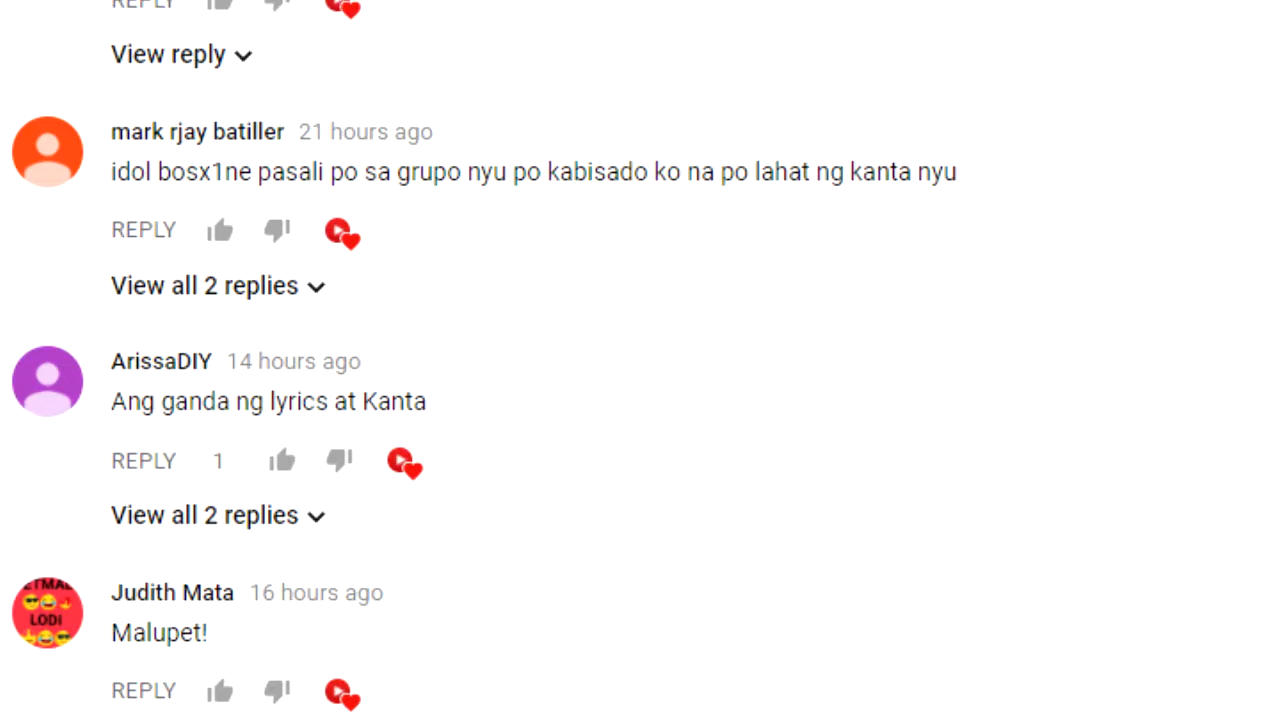 REPLY
View reply
mark rjay batiller 21 hours ago
idol bosx1ne pasali po sa grupo nyu po kabisado ko na po lahat ng kanta nyu
REPLY
View all 2 replies
ArissaDIY 14 hours ago
Ang ganda ng lyrics at Kanta
REPLY 1
View all 2 replies
Judith Mata 16 hours ago
LODI
Malupet!
REPLY